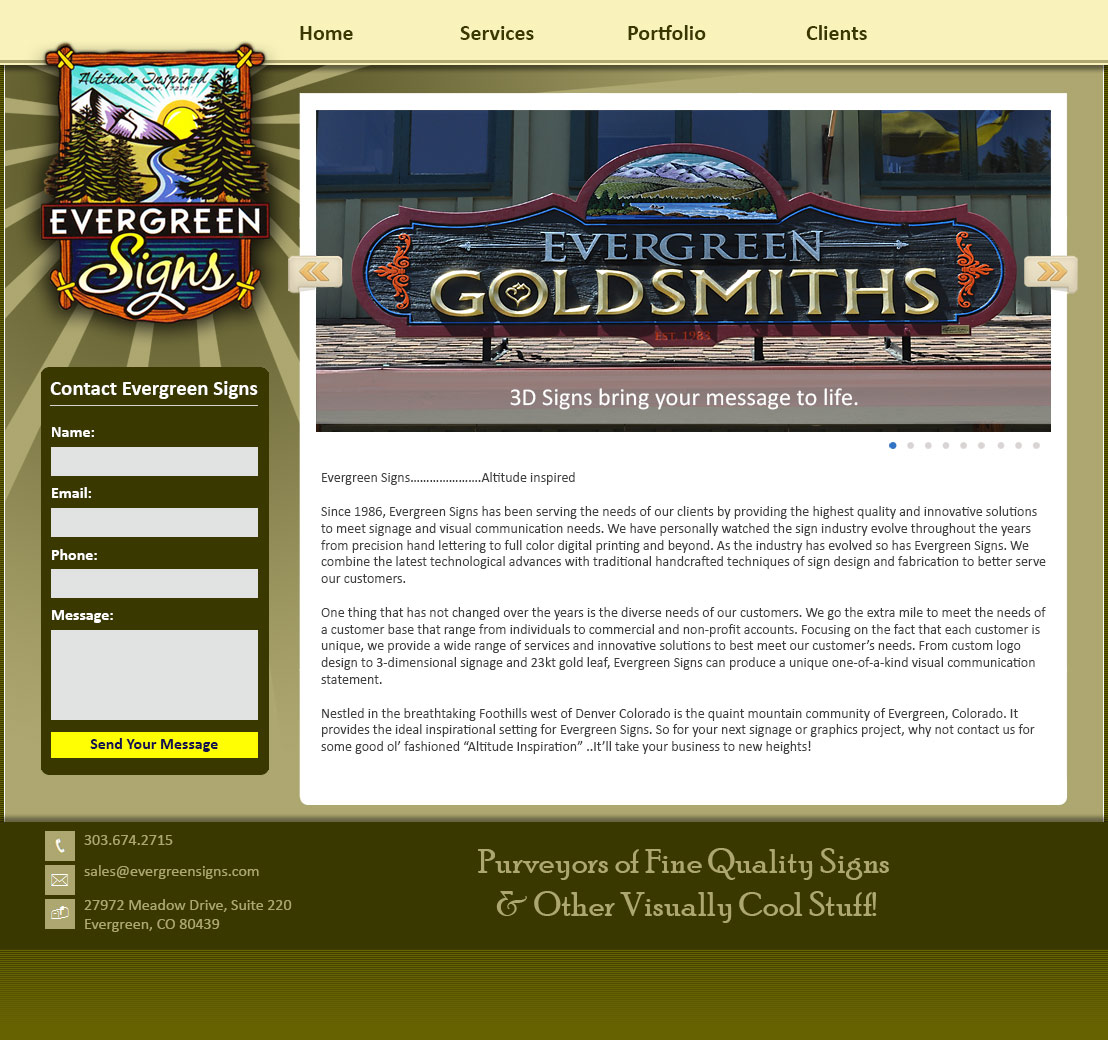 Home Services Portfolio Clients
Altitude Inspired
elev. 7220'
EVERGREEN
Signs
EVERGREEN
GOLDSMITHS
EST. 1983
3D Signs bring your message to life.
Contact Evergreen Signs
Name:
Email:
Phone:
Message:
Send Your Message
Evergreen Signs………………….Altitude inspired
Since 1986, Evergreen Signs has been serving the needs of our clients by providing the highest quality and innovative solutions
to meet signage and visual communication needs. We have personally watched the sign industry evolve throughout the years
from precision hand lettering to full color digital printing and beyond. As the industry has evolved so has Evergreen Signs. We
combine the latest technological advances with traditional handcrafted techniques of sign design and fabrication to better serve
our customers.
One thing that has not changed over the years is the diverse needs of our customers. We go the extra mile to meet the needs of
a customer base that range from individuals to commercial and non-profit accounts. Focusing on the fact that each customer is
unique, we provide a wide range of services and innovative solutions to best meet our customer’s needs. From custom logo
design to 3-dimensional signage and 23kt gold leaf, Evergreen Signs can produce a unique one-of-a-kind visual communication
statement.
Nestled in the breathtaking Foothills west of Denver Colorado is the quaint mountain community of Evergreen, Colorado. It
provides the ideal inspirational setting for Evergreen Signs. So for your next signage or graphics project, why not contact us for
some good ol’ fashioned “Altitude Inspiration” ..It’ll take your business to new heights!
303.674.2715
sales@evergreensigns.com
27972 Meadow Drive, Suite 220
Evergreen, CO 80439
Purveyors of Fine Quality Signs
& Other Visually Cool Stuff!